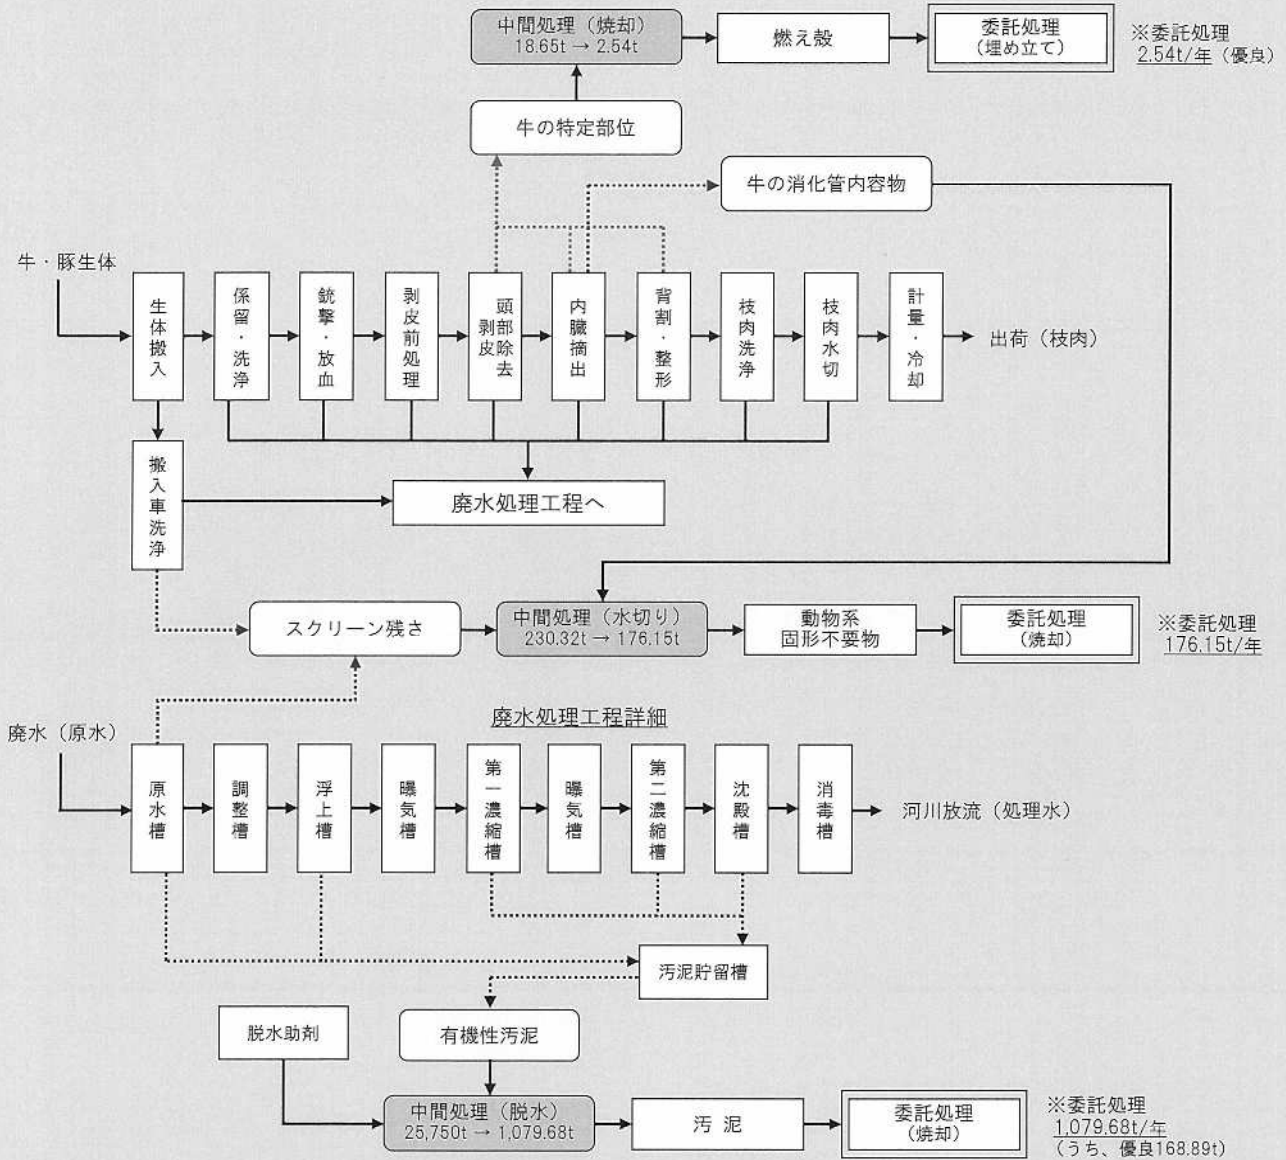 中間処理（焼却）
18.65t → 2.54t
燃え殻
委託処理
（埋め立て）
※委託処理
2.54t/年（優良）
牛の特定部位
牛の消化管内容物
牛・豚生体
生体搬入
係留・洗浄
銃撃・放血
剥皮前処理
頭部除去
剥皮
内臓摘出
背割・整形
枝肉洗浄
枝肉水切
計量・冷却
出荷（枝肉）
搬入車洗浄
廃水処理工程へ
スクリーン残さ
中間処理（水切り）
230.32t → 176.15t
動物系
固形不要物
委託処理
（焼却）
※委託処理
176.15t/年
廃水処理工程詳細
廃水（原水）
原水槽
調整槽
浮上槽
曝気槽
第一濃縮槽
曝気槽
第二濃縮槽
沈殿槽
消毒槽
河川放流（処理水）
汚泥貯留槽
脱水助剤
有機性汚泥
中間処理（脱水）
25,750t → 1,079.68t
汚 泥
委託処理
（焼却）
※委託処理
1,079.68t/年
（うち、優良168.89t）